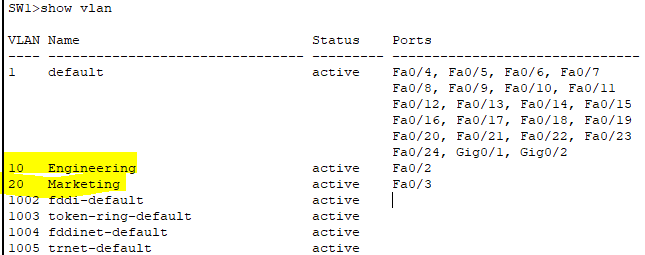 SW1>show vlan
VLAN Name                             Status    Ports
---- -------------------------------- --------- -------------------------------
1    default                          active    Fa0/4, Fa0/5, Fa0/6, Fa0/7
                                                Fa0/8, Fa0/9, Fa0/10, Fa0/11
                                                Fa0/12, Fa0/13, Fa0/14, Fa0/15
                                                Fa0/16, Fa0/17, Fa0/18, Fa0/19
                                                Fa0/20, Fa0/21, Fa0/22, Fa0/23
                                                Fa0/24, Gig0/1, Gig0/2
10   Engineering                      active    Fa0/2
20   Marketing                        active    Fa0/3
1002 fddi-default                     active
1003 token-ring-default               active
1004 fddinet-default                  active
1005 trnet-default                    active